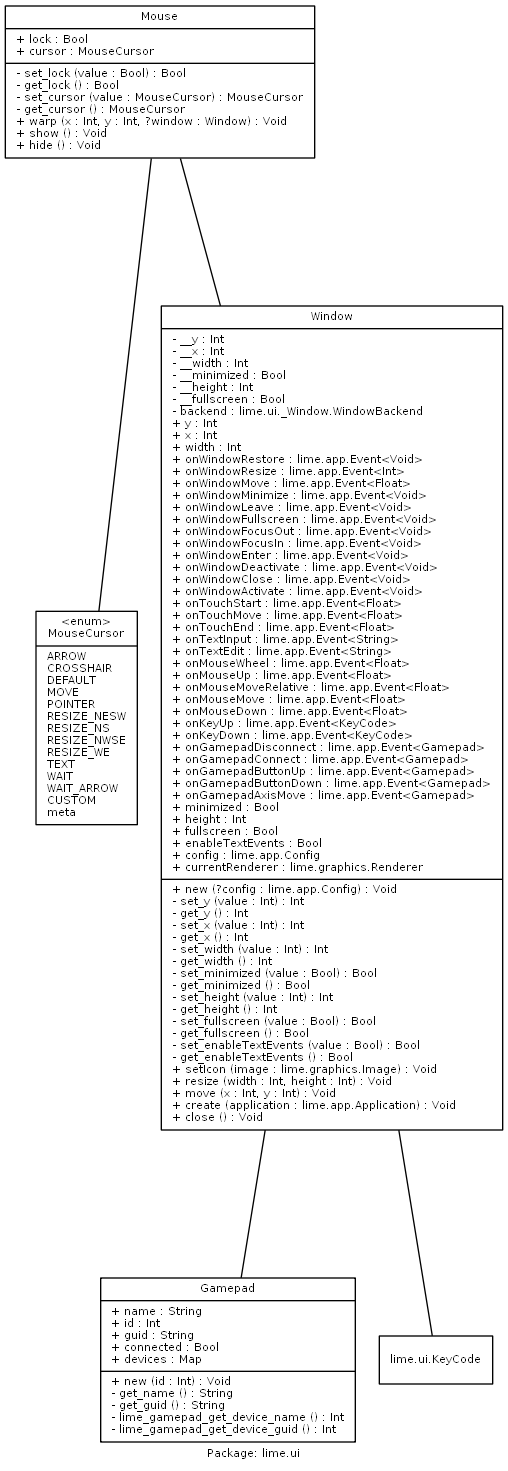 Mouse
+ lock : Bool
+ cursor : MouseCursor
- set_lock (value : Bool) : Bool
- get_lock () : Bool
- set_cursor (value : MouseCursor) : MouseCursor
- get_cursor () : MouseCursor
+ warp (x : Int, y : Int, ?window : Window) : Void
+ show () : Void
+ hide () : Void
Window
- __y : Int
- __x : Int
- __width : Int
- __minimized : Bool
- __height : Int
- __fullscreen : Bool
- backend : lime.ui._Window.WindowBackend
+ y : Int
+ x : Int
+ width : Int
+ onWindowRestore : lime.app.Event<Void>
+ onWindowResize : lime.app.Event<Int>
+ onWindowMove : lime.app.Event<Float>
+ onWindowMinimize : lime.app.Event<Void>
+ onWindowLeave : lime.app.Event<Void>
+ onWindowFullscreen : lime.app.Event<Void>
+ onWindowFocusOut : lime.app.Event<Void>
+ onWindowFocusIn : lime.app.Event<Void>
+ onWindowEnter : lime.app.Event<Void>
+ onWindowDeactivate : lime.app.Event<Void>
+ onWindowClose : lime.app.Event<Void>
+ onWindowActivate : lime.app.Event<Void>
+ onTouchStart : lime.app.Event<Float>
+ onTouchMove : lime.app.Event<Float>
+ onTouchEnd : lime.app.Event<Float>
+ onTextInput : lime.app.Event<String>
+ onTextEdit : lime.app.Event<String>
+ onMouseWheel : lime.app.Event<Float>
+ onMouseUp : lime.app.Event<Float>
+ onMouseMoveRelative : lime.app.Event<Float>
+ onMouseMove : lime.app.Event<Float>
+ onMouseDown : lime.app.Event<Float>
+ onKeyUp : lime.app.Event<KeyCode>
+ onKeyDown : lime.app.Event<KeyCode>
+ onGamepadDisconnect : lime.app.Event<Gamepad>
+ onGamepadConnect : lime.app.Event<Gamepad>
+ onGamepadButtonUp : lime.app.Event<Gamepad>
+ onGamepadButtonDown : lime.app.Event<Gamepad>
+ onGamepadAxisMove : lime.app.Event<Gamepad>
+ minimized : Bool
+ height : Int
+ fullscreen : Bool
+ enableTextEvents : Bool
+ config : lime.app.Config
+ currentRenderer : lime.graphics.Renderer
+ new (?config : lime.app.Config) : Void
- set_y (value : Int) : Int
- get_y () : Int
- set_x (value : Int) : Int
- get_x () : Int
- set_width (value : Int) : Int
- get_width () : Int
- set_minimized (value : Bool) : Bool
- get_minimized () : Bool
- set_height (value : Int) : Int
- get_height () : Int
- set_fullscreen (value : Bool) : Bool
- get_fullscreen () : Bool
- set_enableTextEvents (value : Bool) : Bool
- get_enableTextEvents () : Bool
+ setIcon (image : lime.graphics.Image) : Void
+ resize (width : Int, height : Int) : Void
+ move (x : Int, y : Int) : Void
+ create (application : lime.app.Application) : Void
+ close () : Void
<enum>
MouseCursor
ARROW
CROSSHAIR
DEFAULT
MOVE
POINTER
RESIZE_NESW
RESIZE_NS
RESIZE_NWSE
RESIZE_WE
TEXT
WAIT
WAIT_ARROW
CUSTOM
meta
Gamepad
+ name : String
+ id : Int
+ guid : String
+ connected : Bool
+ devices : Map
+ new (id : Int) : Void
- get_name () : String
- get_guid () : String
- lime_gamepad_get_device_name () : Int
- lime_gamepad_get_device_guid () : Int
lime.ui.KeyCode
Package: lime.ui